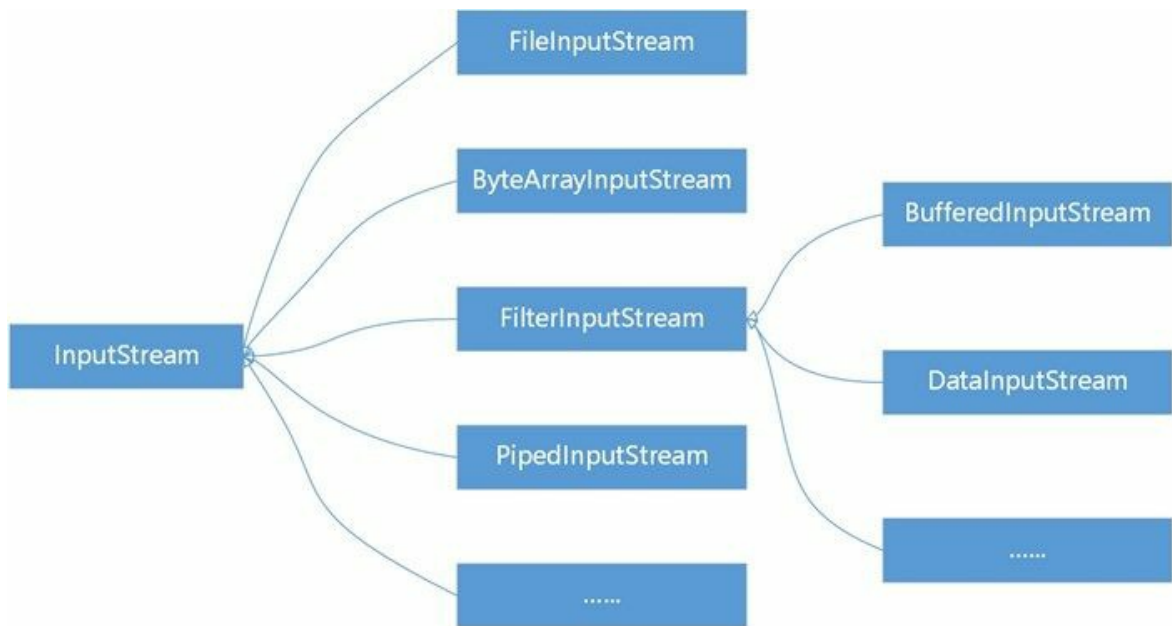 FileInputStream
ByteArrayInputStream
BufferedInputStream
FilterInputStream
InputStream
DataInputStream
PipedInputStream
......
......